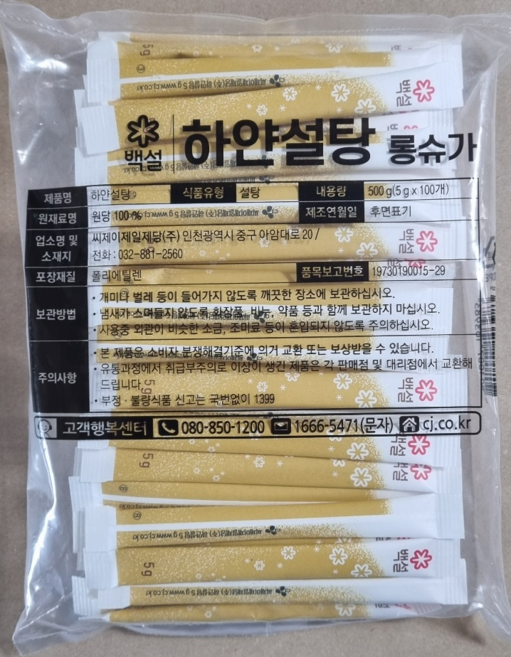 백설 하얀설탕 롱슈가
제품명 하얀설탕 식품유형 설탕 내용량 500 g(5 g x 100개)
원재료명 원당 100 % 제조연월일 후면표기
업소명 및 소재지 씨제이제일제당(주) 인천광역시 중구 아암대로 20 /
전화 : 032-881-2560
포장재질 폴리에틸렌 품목보고번호 19730190015-29
보관방법 • 개미나 벌레 등이 들어가지 않도록 깨끗한 장소에 보관하십시오.
• 냄새가 스며들지 않도록 화장품, 비누, 약품 등과 함께 보관하지 마십시오.
• 사용중 외관이 비슷한 소금, 조미료 등이 혼입되지 않도록 주의하십시오.
주의사항 • 본 제품은 소비자 분쟁해결기준에 의거 교환 또는 보상받을 수 있습니다.
• 유통과정에서 취급부주의로 이상이 생긴 제품은 각 판매점 및 대리점에서 교환해
드립니다.
• 부정 · 불량식품 신고는 국번없이 1399
고객행복센터 080-850-1200 1666-5471(문자) cj.co.kr
백설
5g
백설
5g
백설
5g